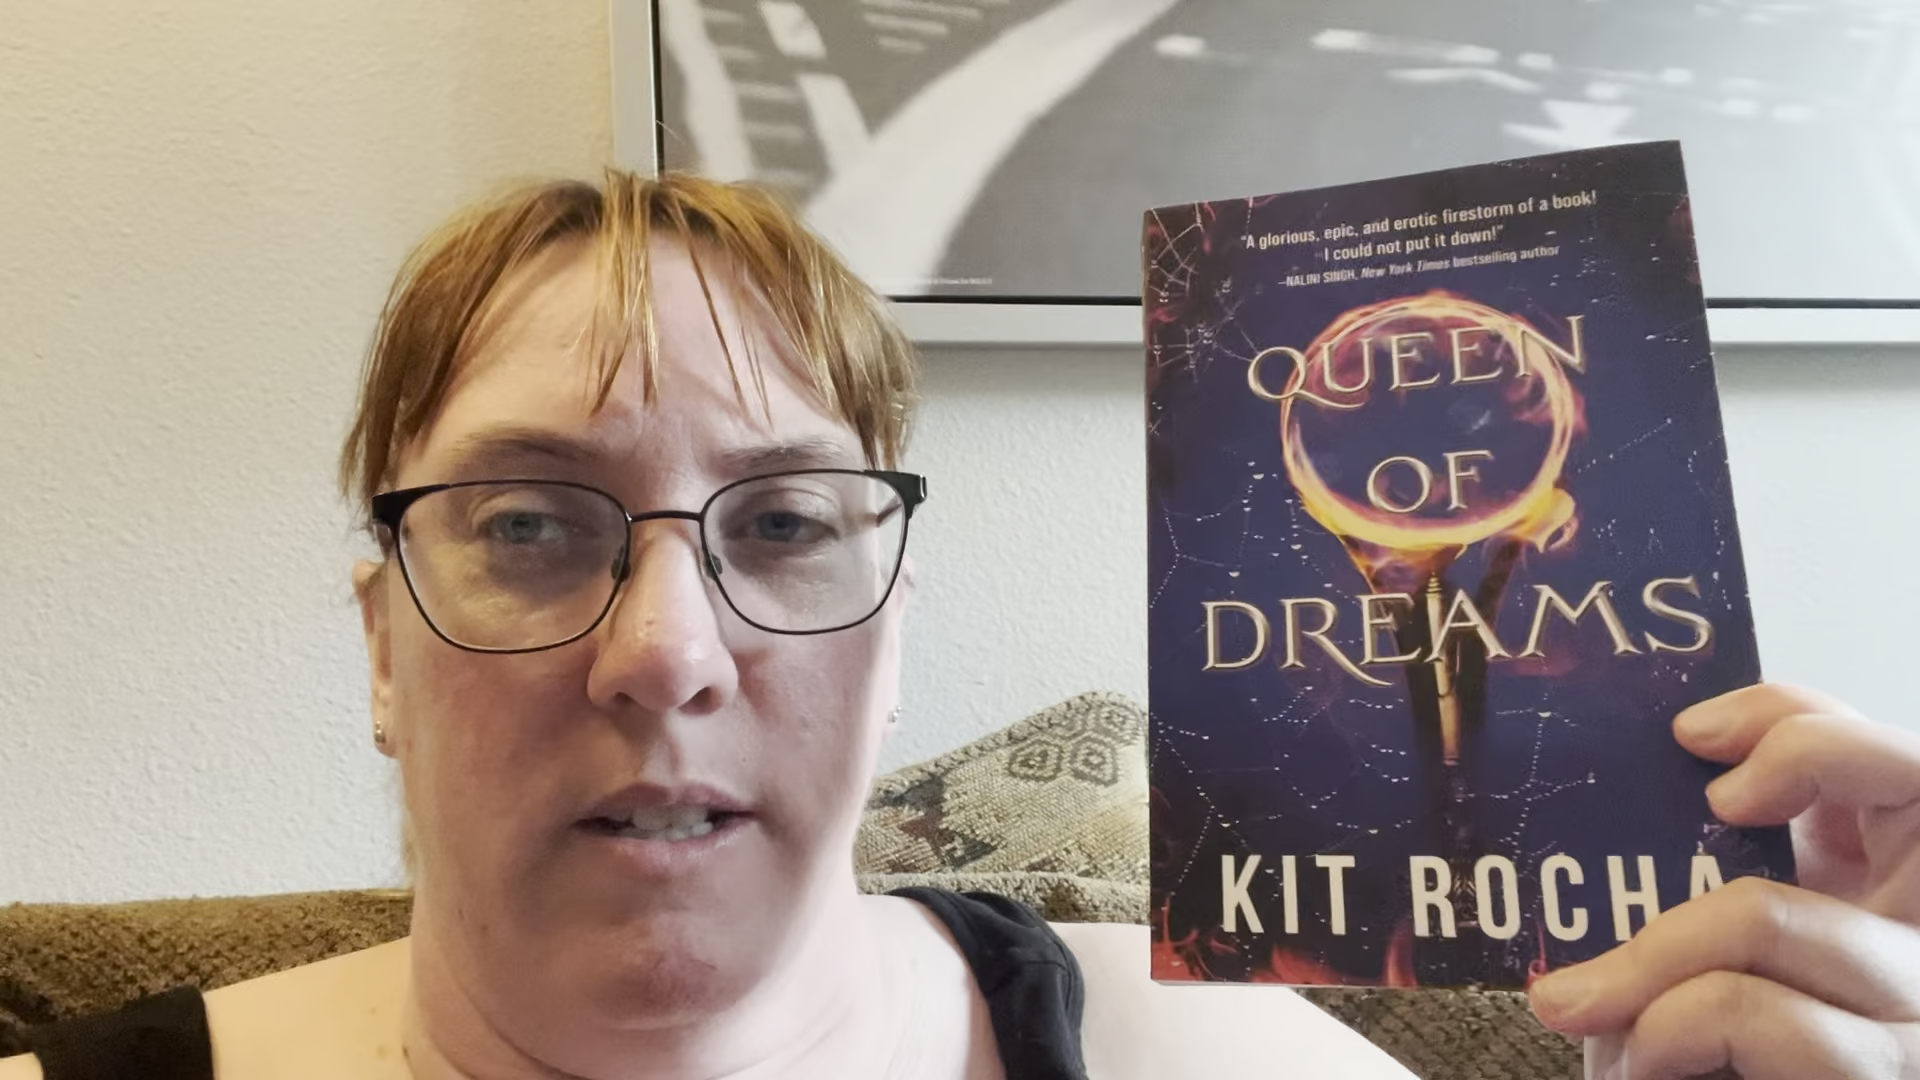 "A glorious, epic, and erotic firestorm of a book!
I could not put it down!"
—NALINI SINGH, New York Times bestselling author
QUEEN
OF
DREAMS
KIT ROCHA